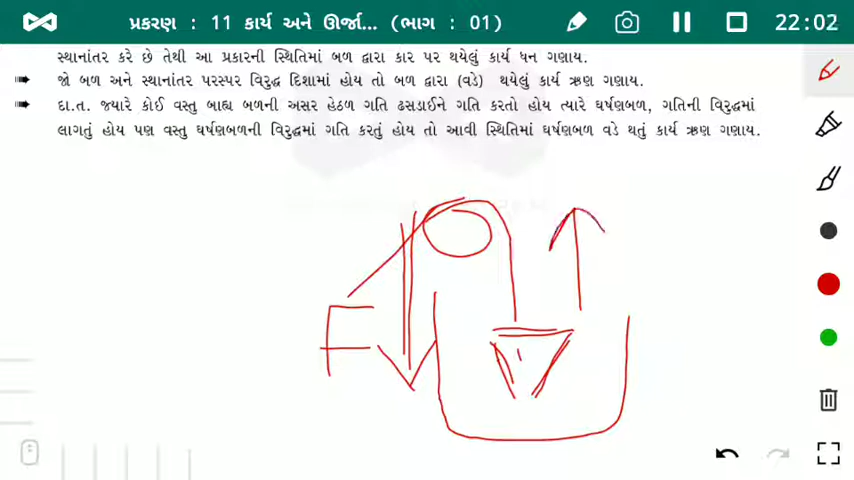 પ્રકરણ : 11 કાર્ય અને ઊર્જા... (ભાગ : 01)
22:02
સ્થાનાંતર કરે છે તેથી આ પ્રકારની સ્થિતિમાં બળ દ્વારા કાર પર થયેલું કાર્ય ધન ગણાય.
જો બળ અને સ્થાનાંતર પરસ્પર વિરુદ્ધ દિશામાં હોય તો બળ દ્વારા (વડે) થયેલું કાર્ય ઋણ ગણાય.
દા.ત. જ્યારે કોઈ વસ્તુ બાહ્ય બળની અસર હેઠળ ગતિ ઢસડાઈને ગતિ કરતો હોય ત્યારે ઘર્ષણબળ, ગતિની વિરુદ્ધમાં
લાગતું હોય પણ વસ્તુ ઘર્ષણબળની વિરુદ્ધમાં ગતિ કરતું હોય તો આવી સ્થિતિમાં ઘર્ષણબળ વડે થતું કાર્ય ઋણ ગણાય.
F